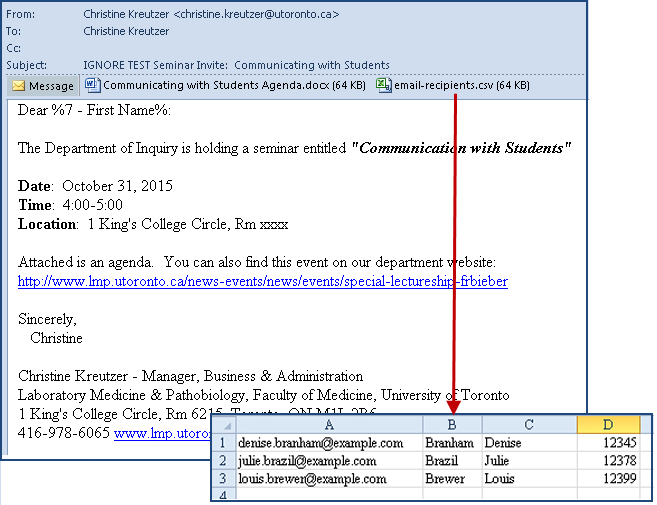 From: Christine Kreutzer <christine.kreutzer@utoronto.ca>
To: Christine Kreutzer
Cc:
Subject: IGNORE TEST Seminar Invite: Communicating with Students
Message Communicating with Students Agenda.docx (64 KB) email-recipients.csv (64 KB)
Dear %7 - First Name%:
The Department of Inquiry is holding a seminar entitled "Communication with Students"
Date: October 31, 2015
Time: 4:00-5:00
Location: 1 King's College Circle, Rm xxxx
Attached is an agenda. You can also find this event on our department website:
http://www.lmp.utoronto.ca/news-events/news/events/special-lectureship-frbieber
Sincerely,
Christine
Christine Kreutzer - Manager, Business & Administration
Laboratory Medicine & Pathobiology, Faculty of Medicine, University of Toronto
1 King's College Circle, Rm 6215, Toronto, ON
416-978-6065 www.lmp.utoro
A B C D
1 denise.branham@example.com Branham Denise 12345
2 julie.brazil@example.com Brazil Julie 12378
3 louis.brewer@example.com Brewer Louis 12399
4